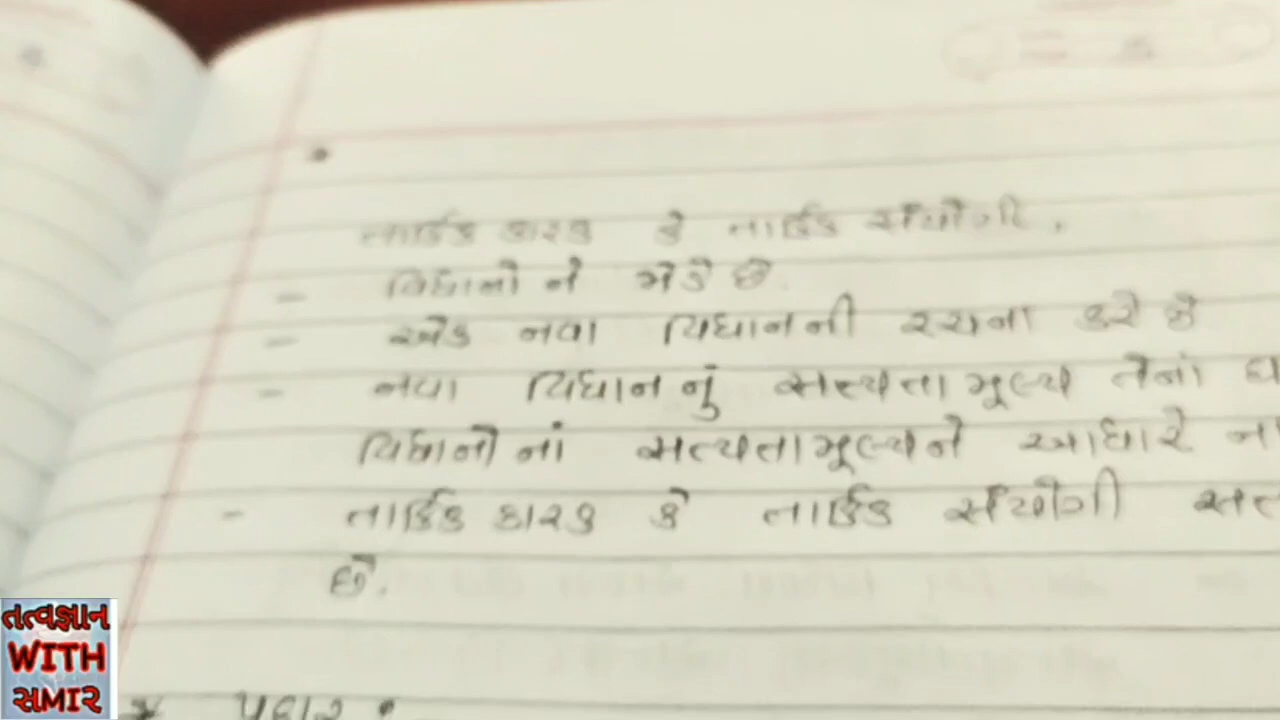 તાર્કિક કારક કે તાર્કિક સંયોગી.
- વિધાનો ને જોડે છે.
- એક નવા વિધાનની રચના કરે છે
- નવા વિધાનનું સત્યતામૂલ્ય તેનાં
વિધાનોનાં સત્યતામૂલ્યને આધારે
- તાર્કિક કારક કે તાર્કિક સંયોગી
છે.
* પ્રકાર :
તત્વજ્ઞાન
WITH
સમીર